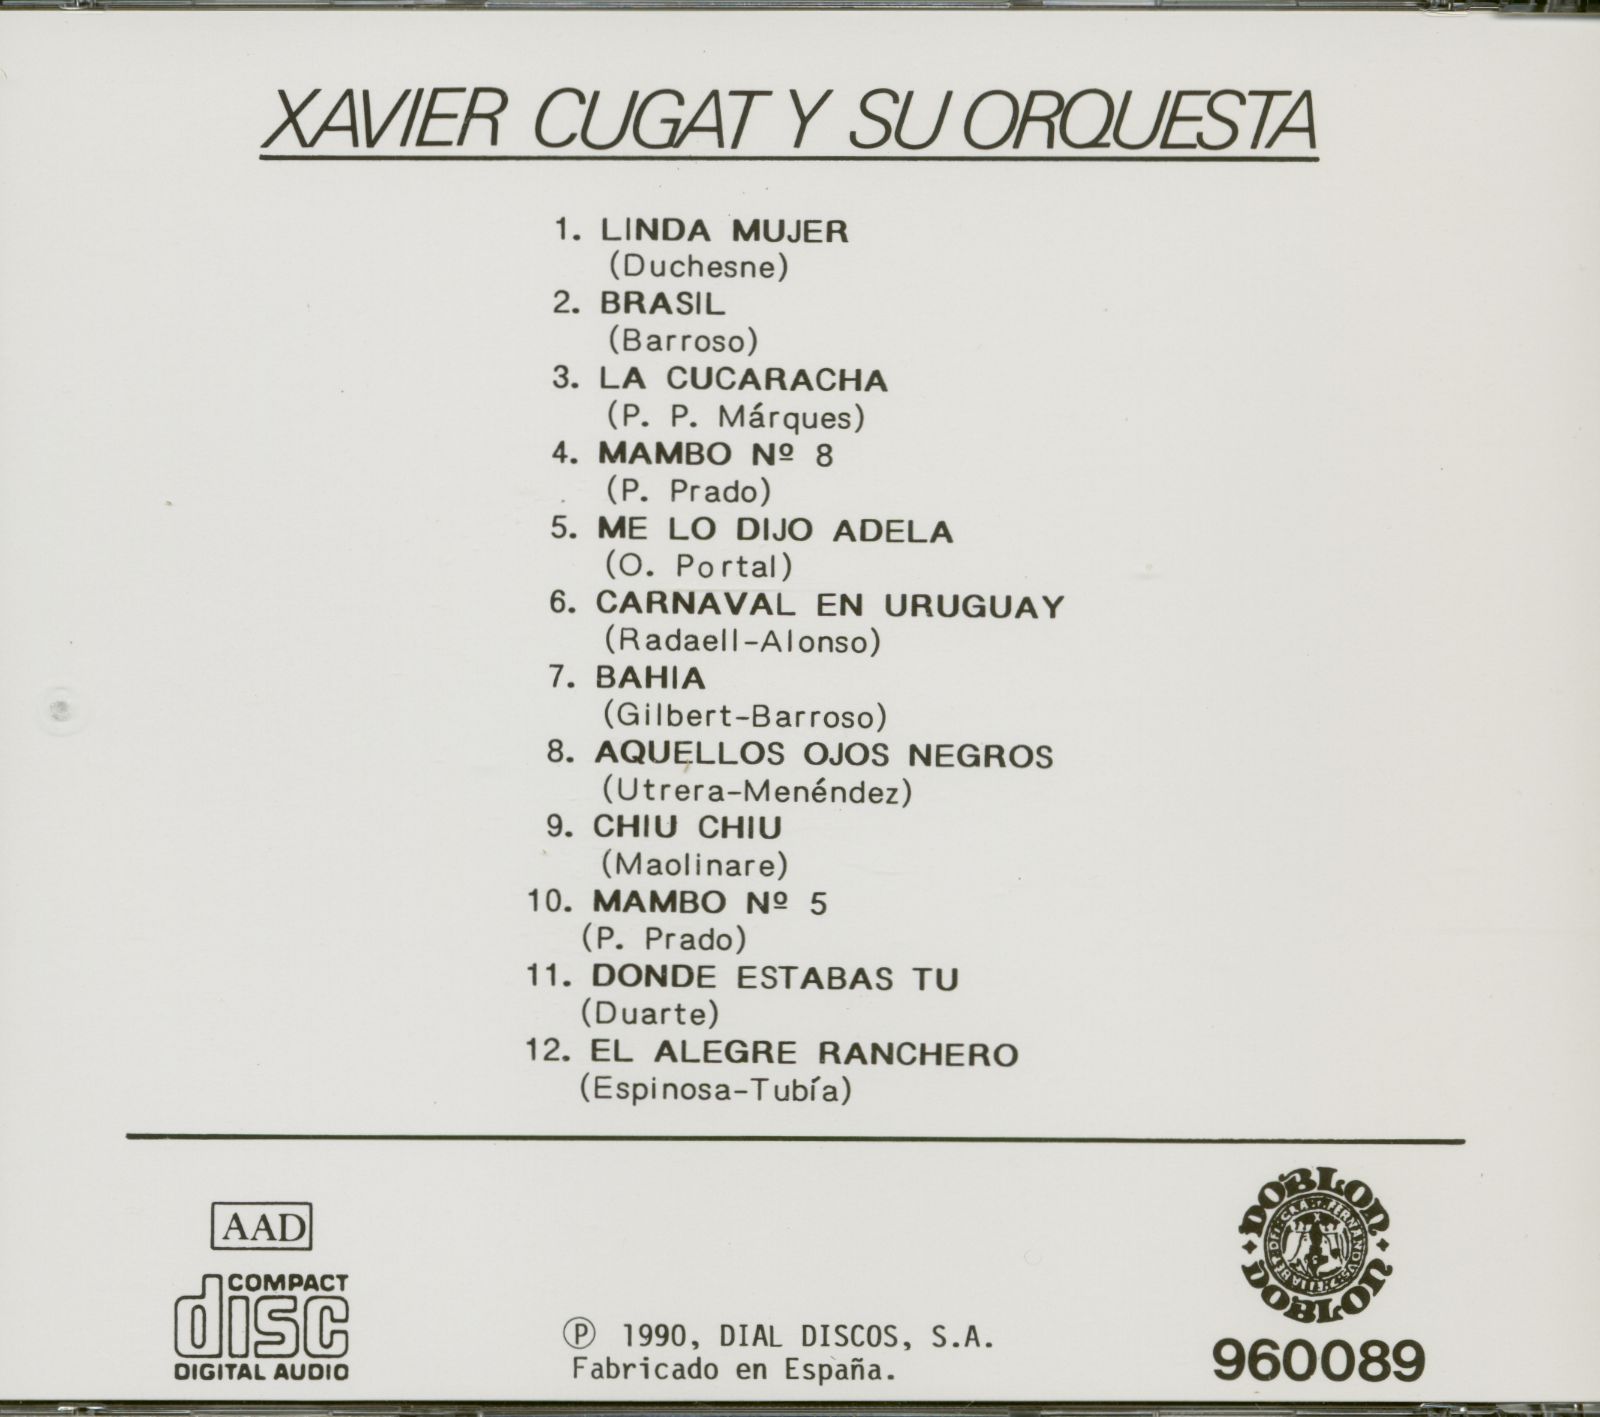 XAVIER CUGAT Y SU ORQUESTA
1. LINDA MUJER
(Duchesne)
2. BRASIL
(Barroso)
3. LA CUCARACHA
(P. P. Márques)
4. MAMBO Nº 8
(P. Prado)
5. ME LO DIJO ADELA
(O. Portal)
6. CARNAVAL EN URUGUAY
(Radaell-Alonso)
7. BAHIA
(Gilbert-Barroso)
8. AQUELLOS OJOS NEGROS
(Utrera-Menéndez)
9. CHIU CHIU
(Maolinare)
10. MAMBO Nº 5
(P. Prado)
11. DONDE ESTABAS TU
(Duarte)
12. EL ALEGRE RANCHERO
(Espinosa-Tubía)
AAD
COMPACT
disc
DIGITAL AUDIO
Ⓟ 1990, DIAL DISCOS, S.A.
Fabricado en España.
DOBLON
DOBLON
960089